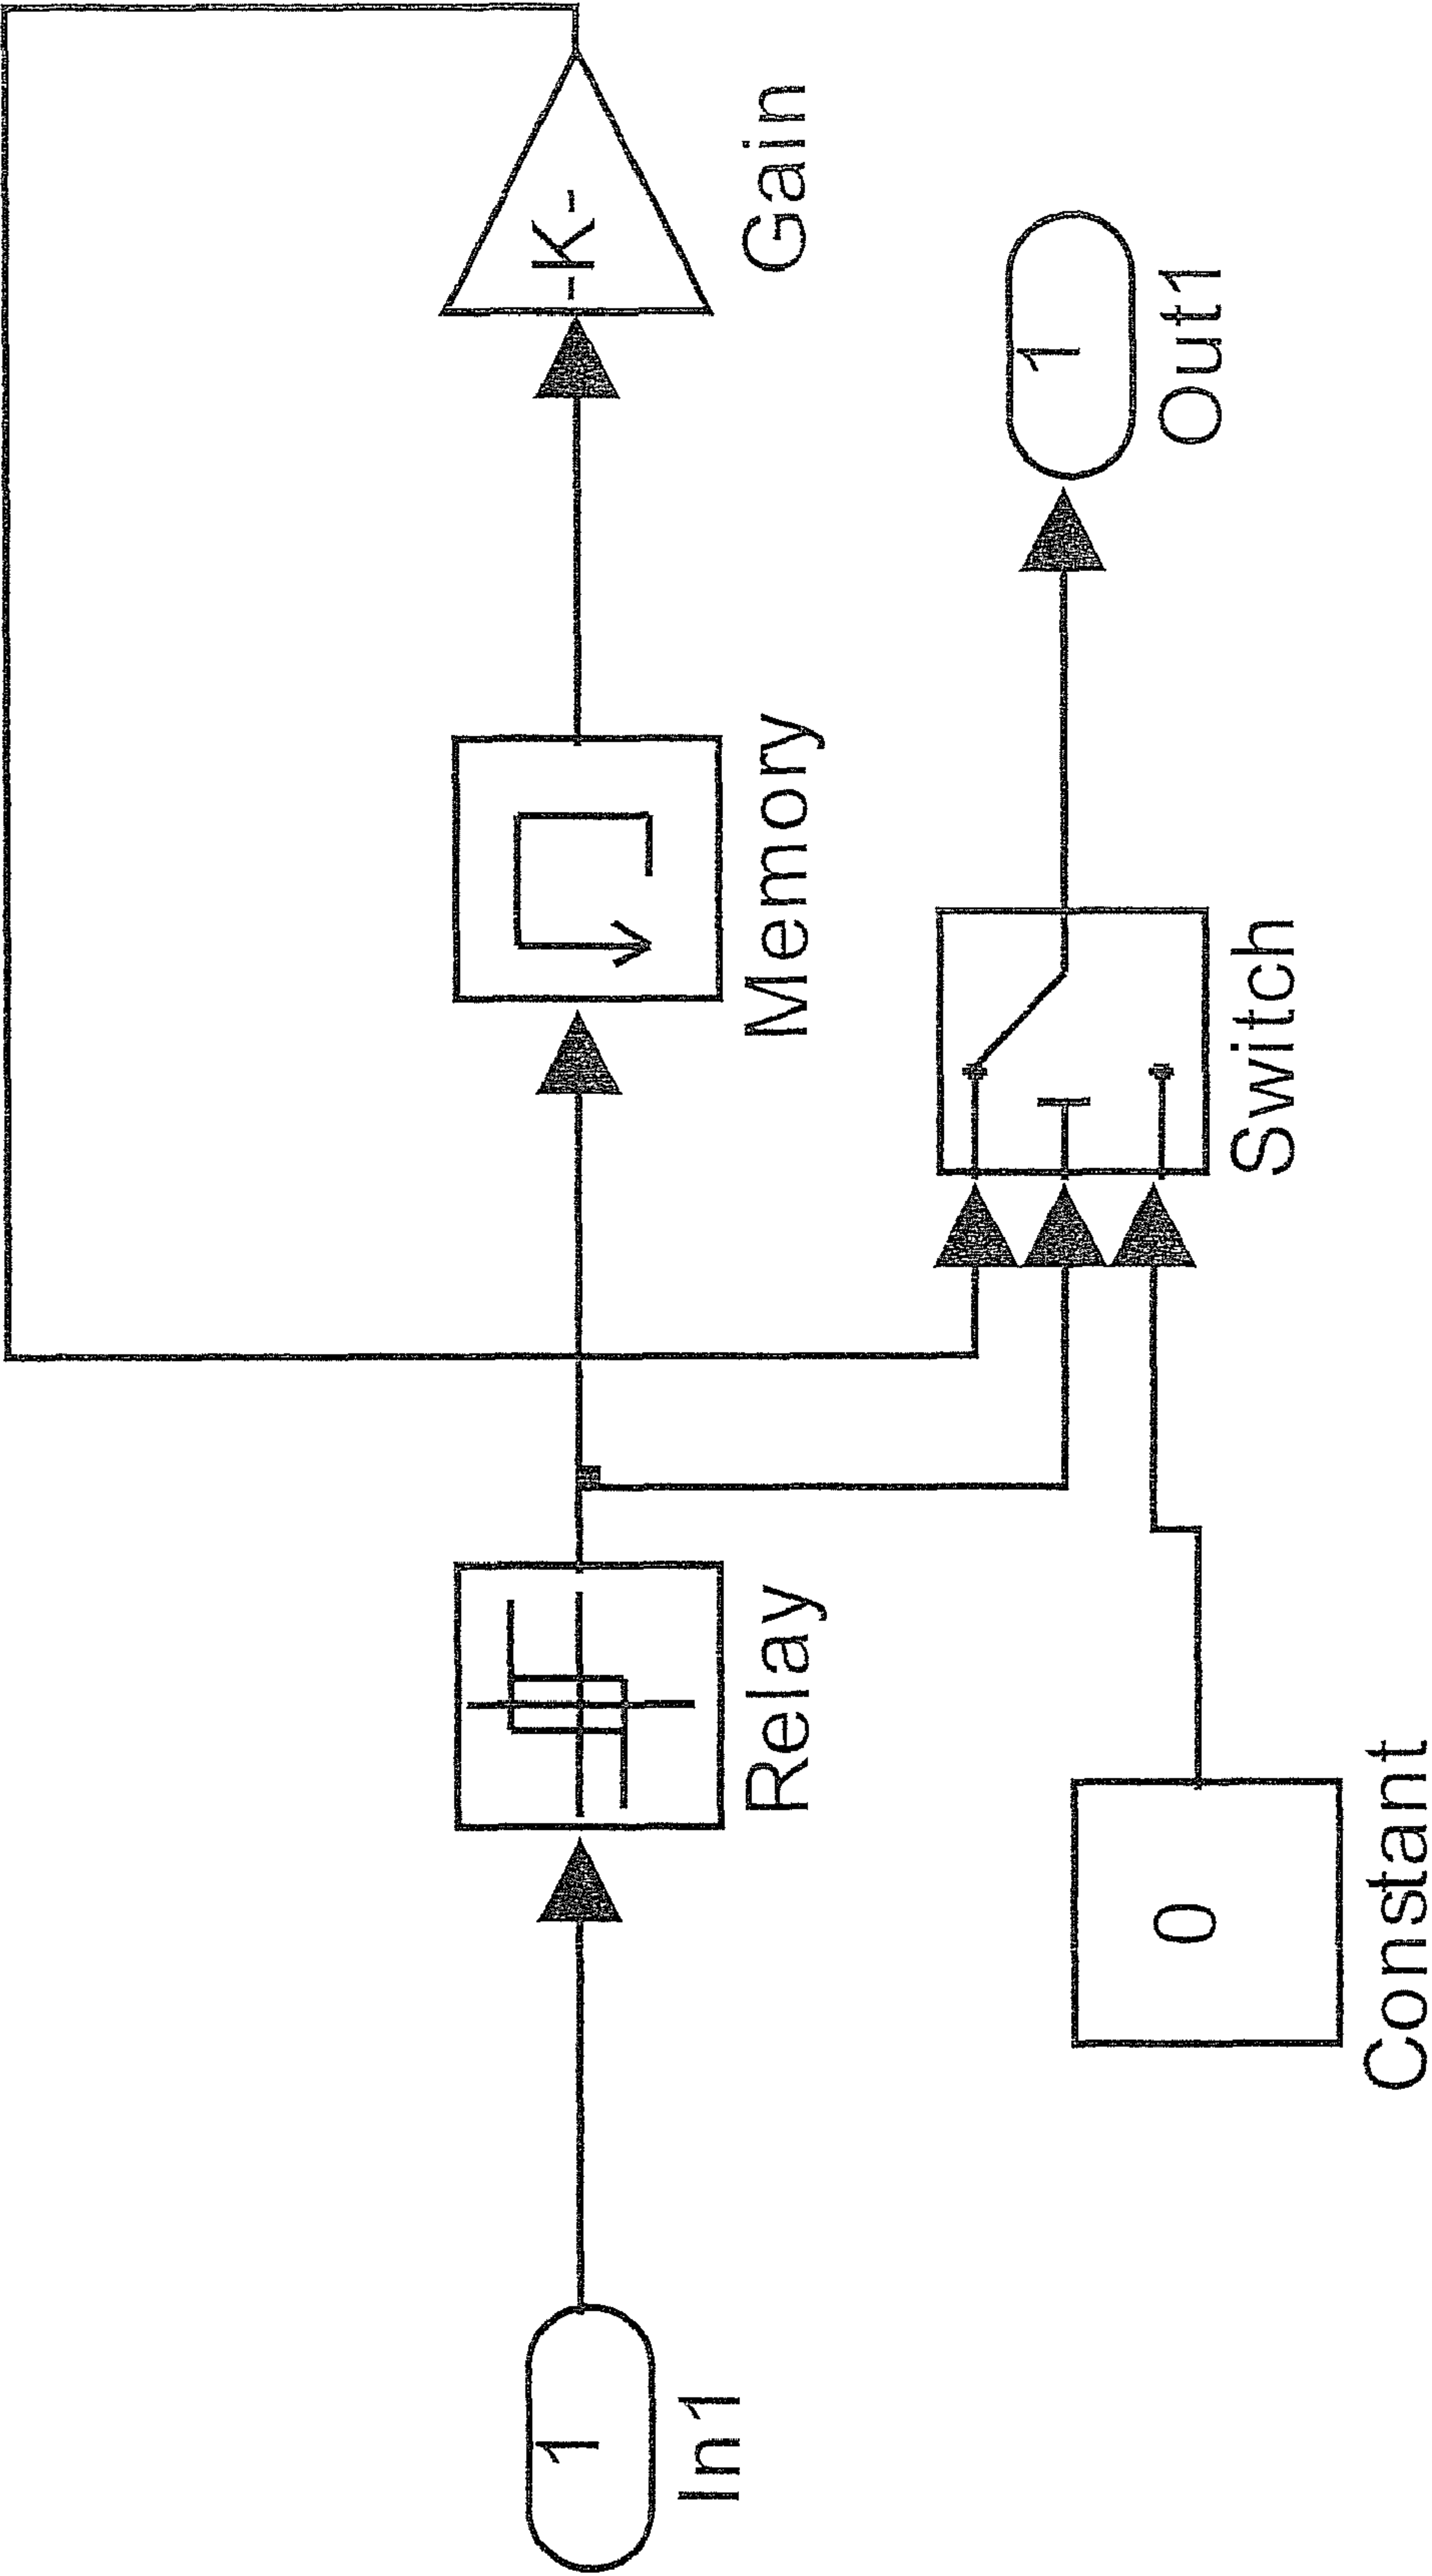 -K-
Gain
Memory
Relay
1
In1
1
Out1
Switch
0
Constant